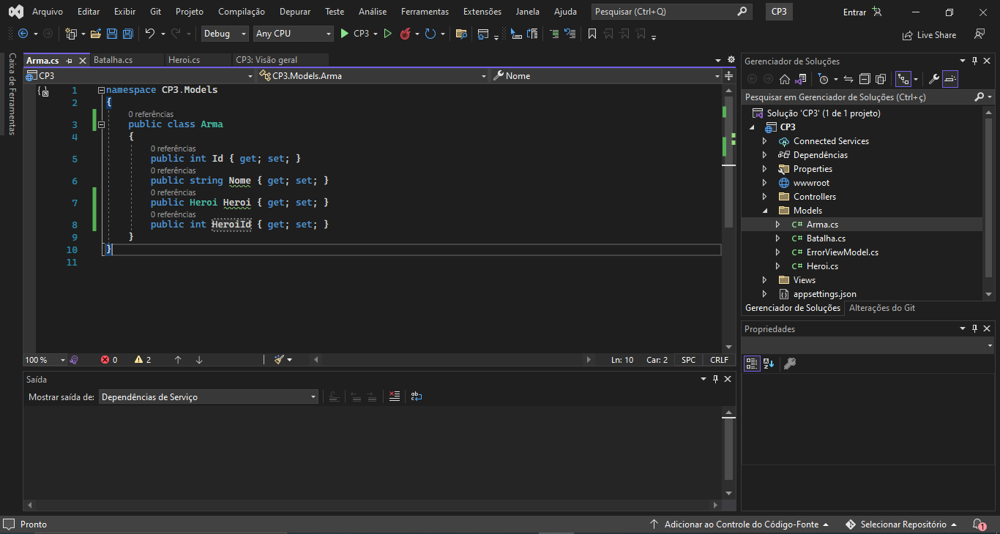 Arquivo Editar Exibir Git Projeto Compilação Depurar Teste Análise Ferramentas Extensões Janela Ajuda Pesquisar (Ctrl+Q) CP3 Entrar
Debug Any CPU CP3 Live Share
Caixa de Ferramentas
Arma.cs Batalha.cs Heroi.cs CP3: Visão geral
CP3 CP3.Models.Arma Nome
1 namespace CP3.Models
2 {
0 referências
3 public class Arma
4 {
0 referências
5 public int Id { get; set; }
0 referências
6 public string Nome { get; set; }
0 referências
7 public Heroi Heroi { get; set; }
0 referências
8 public int HeroiId { get; set; }
9 }
10 }
11
100 % 0 2 Ln: 10 Car: 2 SPC CRLF
Saída
Mostrar saída de: Dependências de Serviço
Gerenciador de Soluções
Pesquisar em Gerenciador de Soluções (Ctrl+ç)
Solução 'CP3' (1 de 1 projeto)
CP3
Connected Services
Dependências
Properties
wwwroot
Controllers
Models
C# Arma.cs
C# Batalha.cs
C# ErrorViewModel.cs
C# Heroi.cs
Views
appsettings.json
Gerenciador de Soluções Alterações do Git
Propriedades
Pronto Adicionar ao Controle do Código-Fonte Selecionar Repositório 1